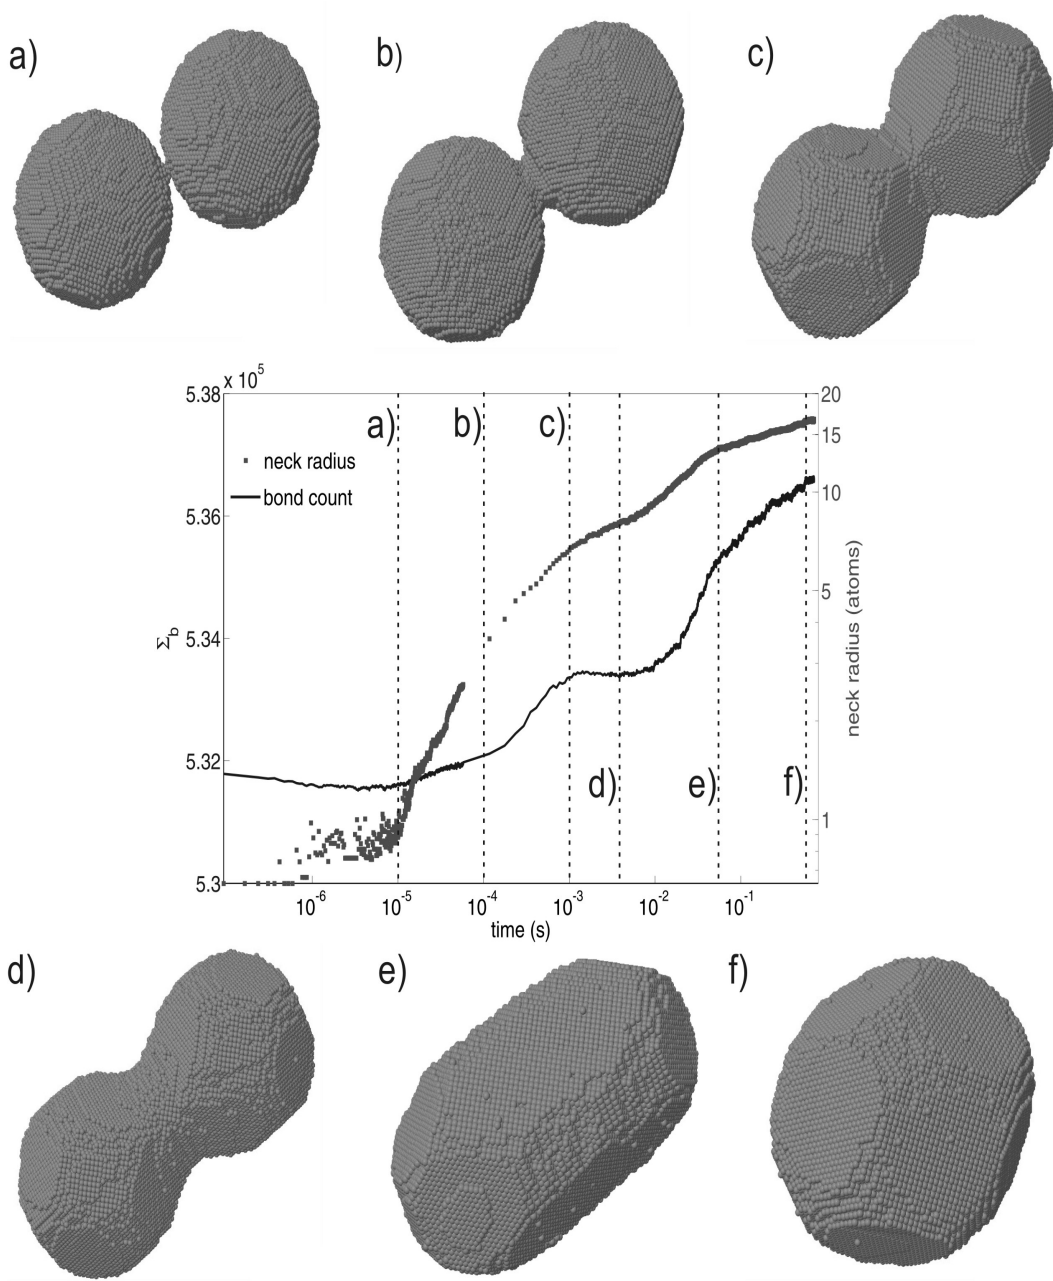 a)
b)
c)
5.38 x 10^5
20
a)
b)
c)
15
neck radius
bond count
5.36
10
neck radius (atoms)
5
Σ_b
5.34
5.32
d)
e)
f)
1
5.3
10^-6
10^-5
10^-4
10^-3
10^-2
10^-1
time (s)
d)
e)
f)